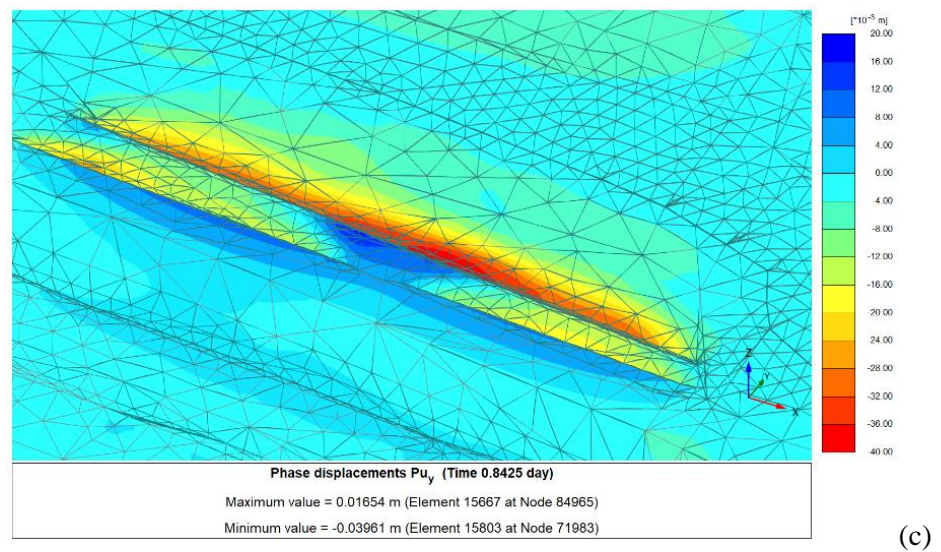 [*10⁻³ m]
20.00
16.00
12.00
8.00
4.00
0.00
4.00
-8.00
-12.00
-16.00
20.00
24.00
-28.00
-32.00
-36.00
40.00
Z
Y
X
Phase displacements Puy (Time 0.8425 day)
Maximum value = 0.01654 m (Element 15667 at Node 84965)
Minimum value = -0.03961 m (Element 15803 at Node 71983)
(c)